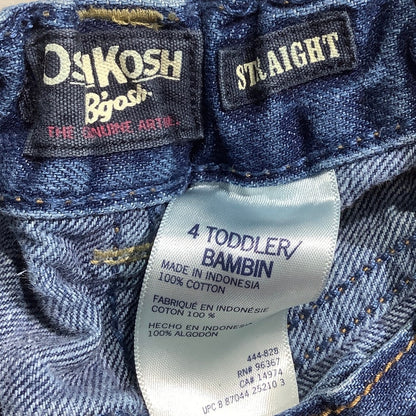 OSHKOSH
B'gosh
THE GENUINE ARTICLE
STRAIGHT
4 TODDLER/
BAMBIN
MADE IN INDONESIA
100% COTTON
FABRIQUÉ EN INDONÉSIE
COTON 100 %
HECHO EN INDONESIA
100% ALGODON
444-828
RN# 96367
CA# 14974
UPC 8 87044 25210 3